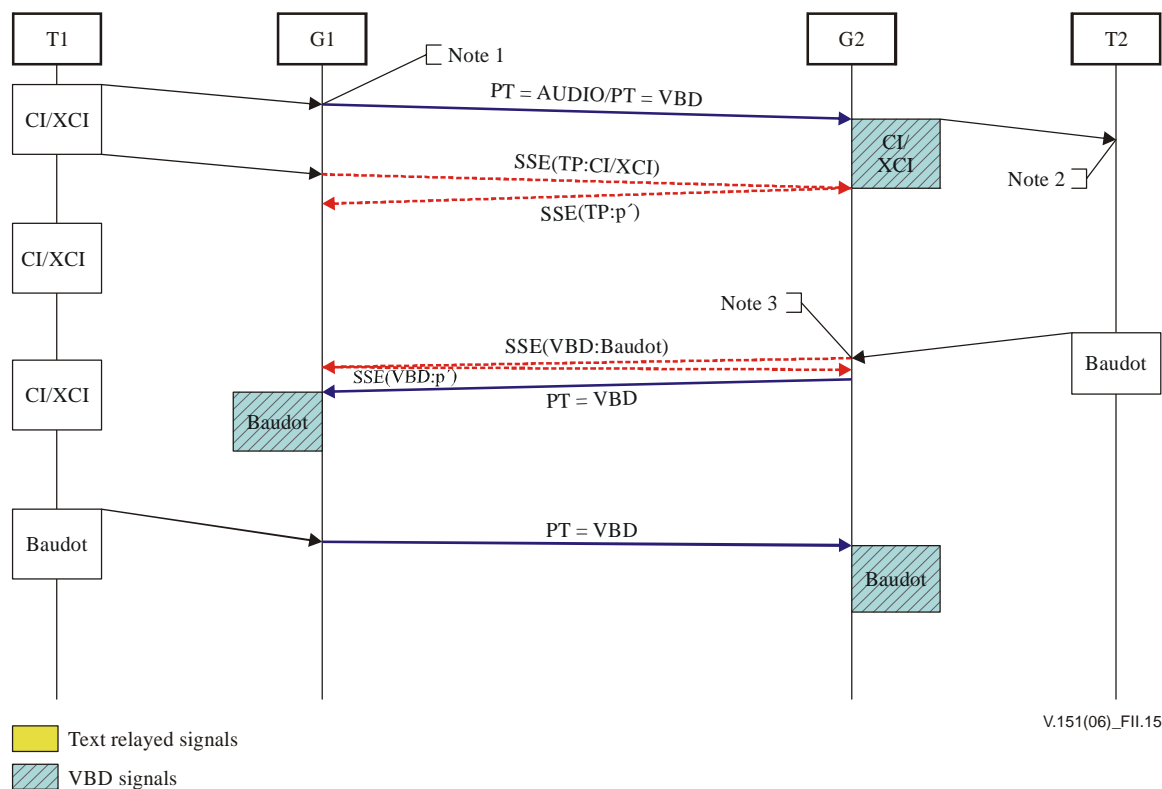 T1
G1
G2
T2
Note 1
PT = AUDIO/PT = VBD
CI/XCI
CI/
XCI
SSE(TP:CI/XCI)
Note 2
SSE(TP:p´)
CI/XCI
Note 3
SSE(VBD:Baudot)
Baudot
SSE(VBD:p´)
CI/XCI
PT = VBD
Baudot
PT = VBD
Baudot
Baudot
V.151(06)_FII.15
Text relayed signals
VBD signals